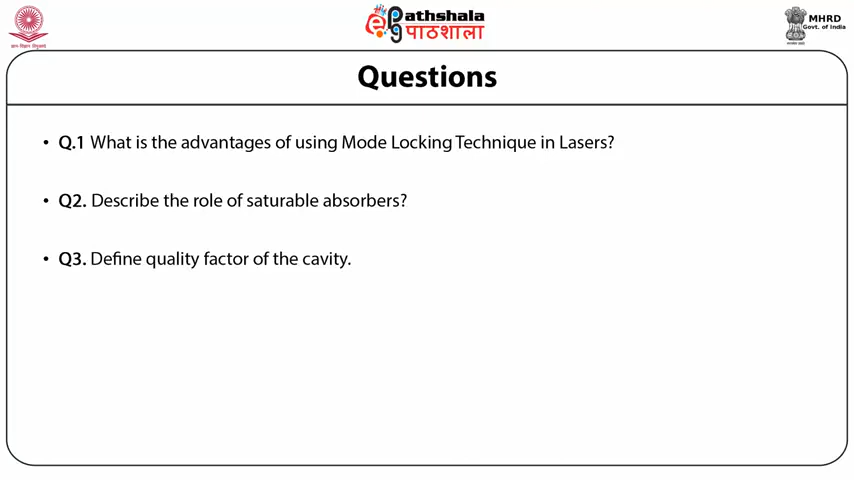 ePathshala
पाठशाला
MHRD
Govt. of India
Questions
• Q.1 What is the advantages of using Mode Locking Technique in Lasers?
• Q2. Describe the role of saturable absorbers?
• Q3. Define quality factor of the cavity.